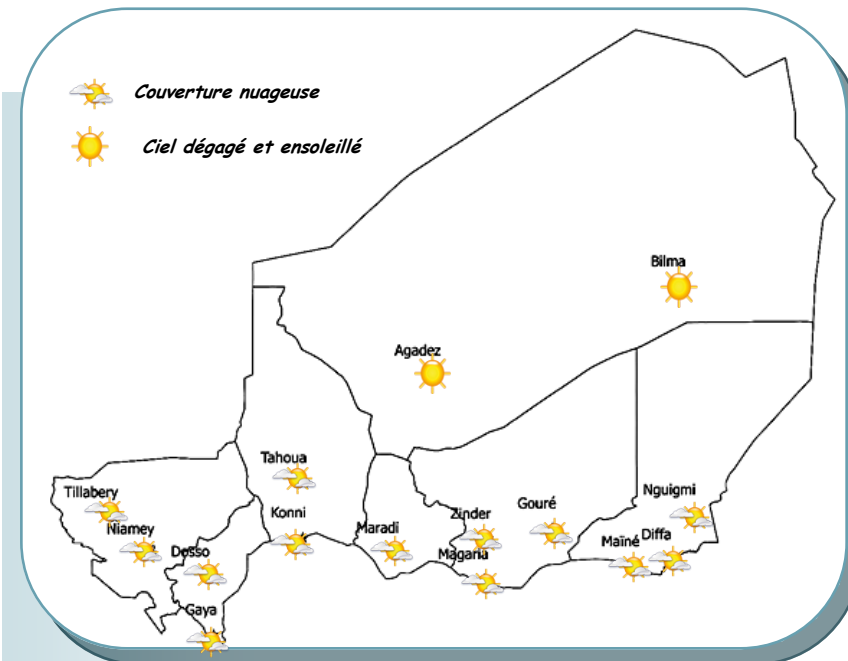 Couverture nuageuse
Ciel dégagé et ensoleillé
Bilma
Agadez
Tahoua
Tillabery
Nguigmi
Gouré
Konni
Zinder
Niamey
Maradi
Maïné
Diffa
Dosso
Magaria
Gaya